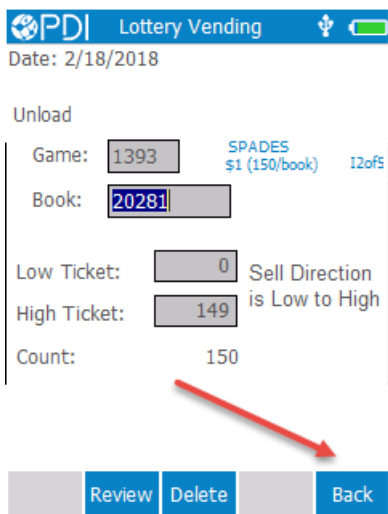 PDI Lottery Vending
Date: 2/18/2018
Unload
Game: 1393 SPADES
$1 (150/book) I2of5
Book: 20281
Low Ticket: 0 Sell Direction
High Ticket: 149 is Low to High
Count: 150
Review Delete Back